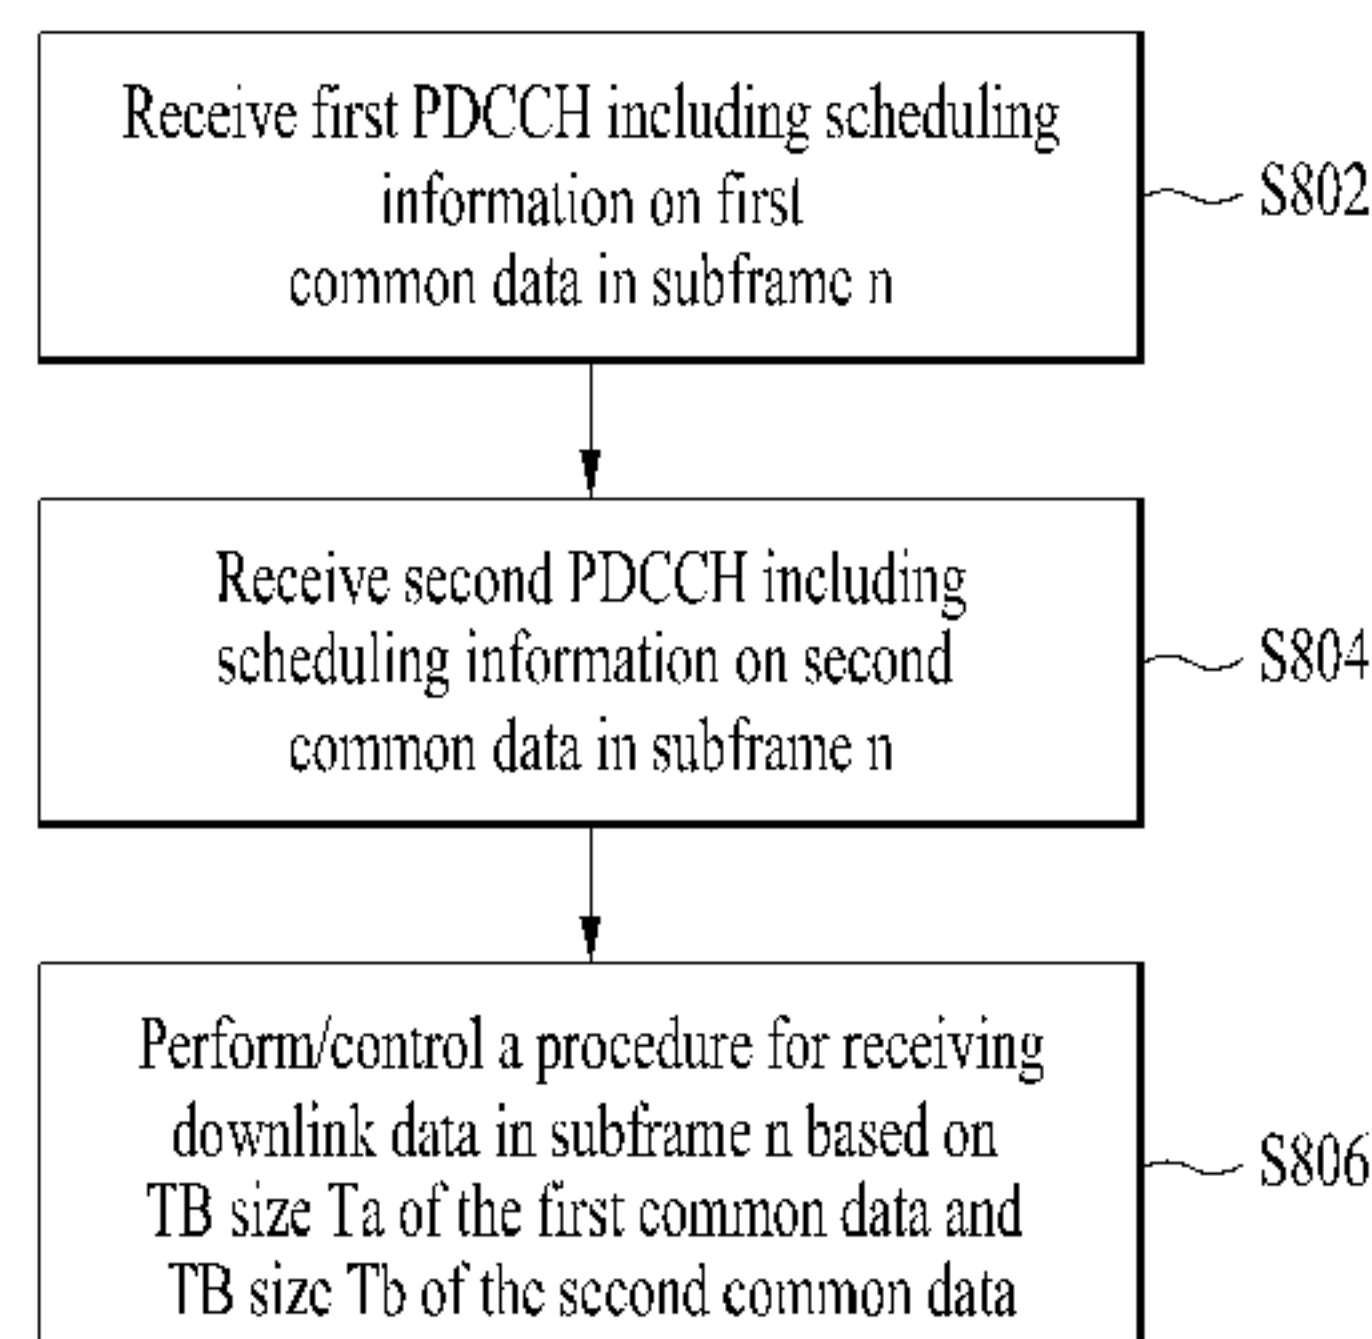 Receive first PDCCH including scheduling
information on first
common data in subframe n
S802
Receive second PDCCH including
scheduling information on second
common data in subframe n
S804
Perform/control a procedure for receiving
downlink data in subframe n based on
TB size Ta of the first common data and
TB size Tb of the second common data
S806